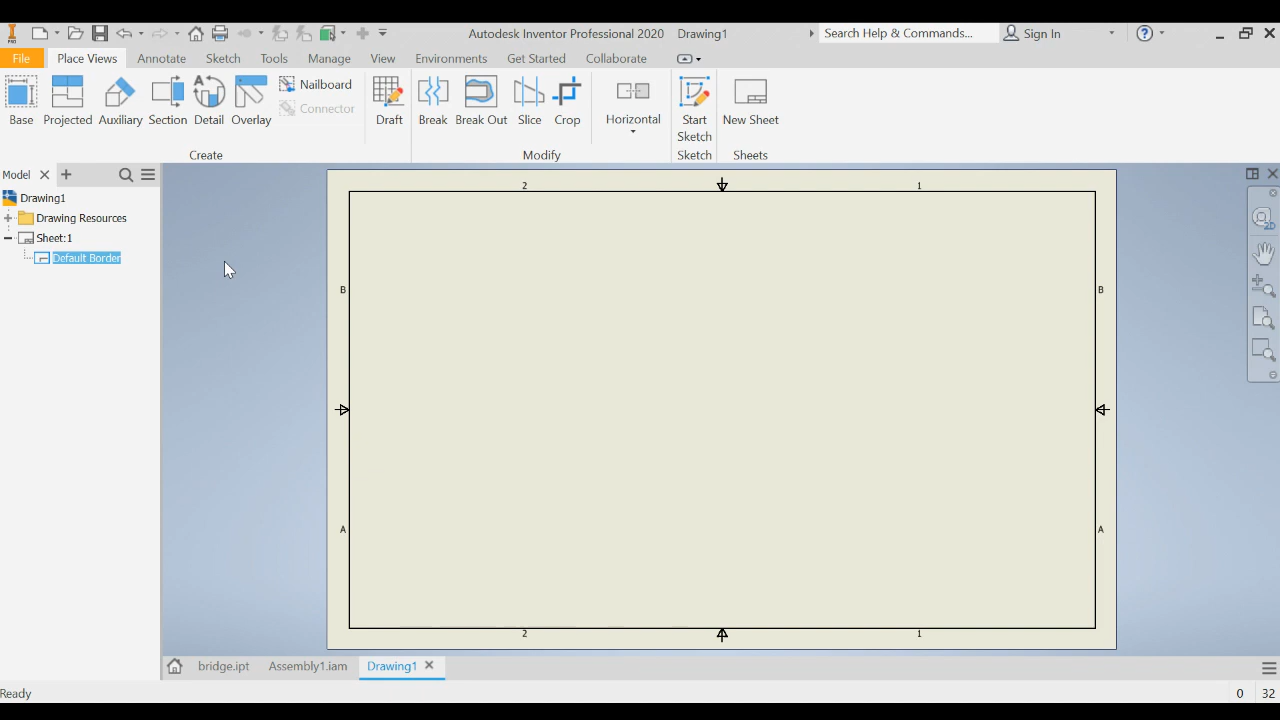 Autodesk Inventor Professional 2020 Drawing1
Search Help & Commands...
Sign In
File Place Views Annotate Sketch Tools Manage View Environments Get Started Collaborate
Base Projected Auxiliary Section Detail Overlay
Nailboard
Connector
Draft
Break Break Out Slice Crop
Horizontal
Start
Sketch
New Sheet
Create Modify Sketch Sheets
Model
Drawing1
Drawing Resources
Sheet:1
Default Border
2 1
B B
A A
2 1
2D
bridge.ipt Assembly1.iam Drawing1
Ready 0 32